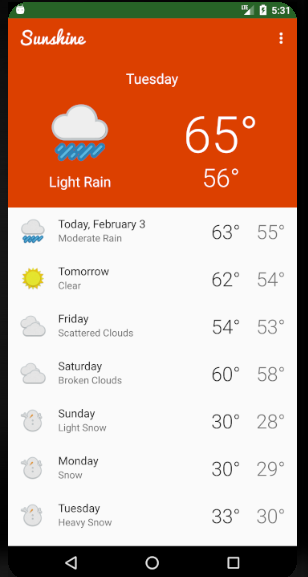 LTE 5:31
Sunshine
Tuesday
65°
Light Rain 56°
Today, February 3
Moderate Rain
63° 55°
Tomorrow
Clear
62° 54°
Friday
Scattered Clouds
54° 53°
Saturday
Broken Clouds
60° 58°
Sunday
Light Snow
30° 28°
Monday
Snow
30° 29°
Tuesday
Heavy Snow
33° 30°